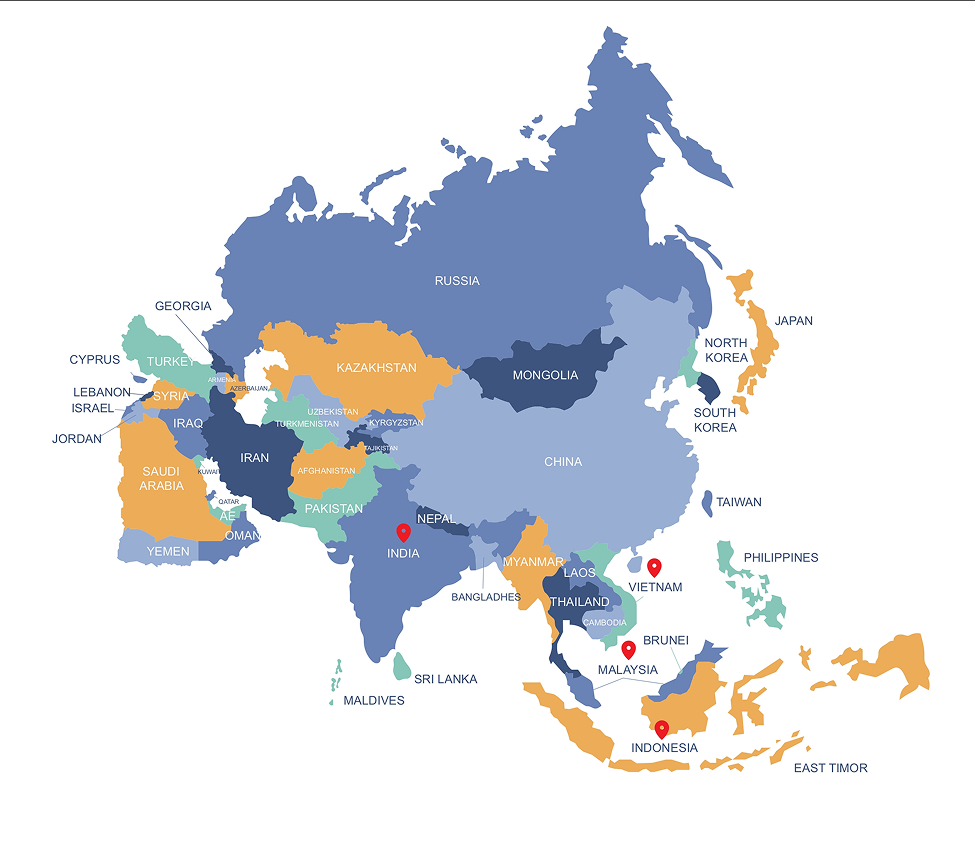 RUSSIA
GEORGIA
JAPAN
CYPRUS
TURKEY
NORTH
KOREA
KAZAKHSTAN
MONGOLIA
ARMENIA
AZERBAIJAN
LEBANON
SYRIA
ISRAEL
UZBEKISTAN
SOUTH
KOREA
IRAQ
TURKMENISTAN
KYRGYZSTAN
JORDAN
TAJIKISTAN
IRAN
CHINA
SAUDI
ARABIA
KUWAIT
AFGHANISTAN
QATAR
TAIWAN
PAKISTAN
AE
NEPAL
OMAN
YEMEN
INDIA
PHILIPPINES
MYANMAR
LAOS
VIETNAM
BANGLADHES
THAILAND
CAMBODIA
BRUNEI
MALAYSIA
SRI LANKA
MALDIVES
INDONESIA
EAST TIMOR